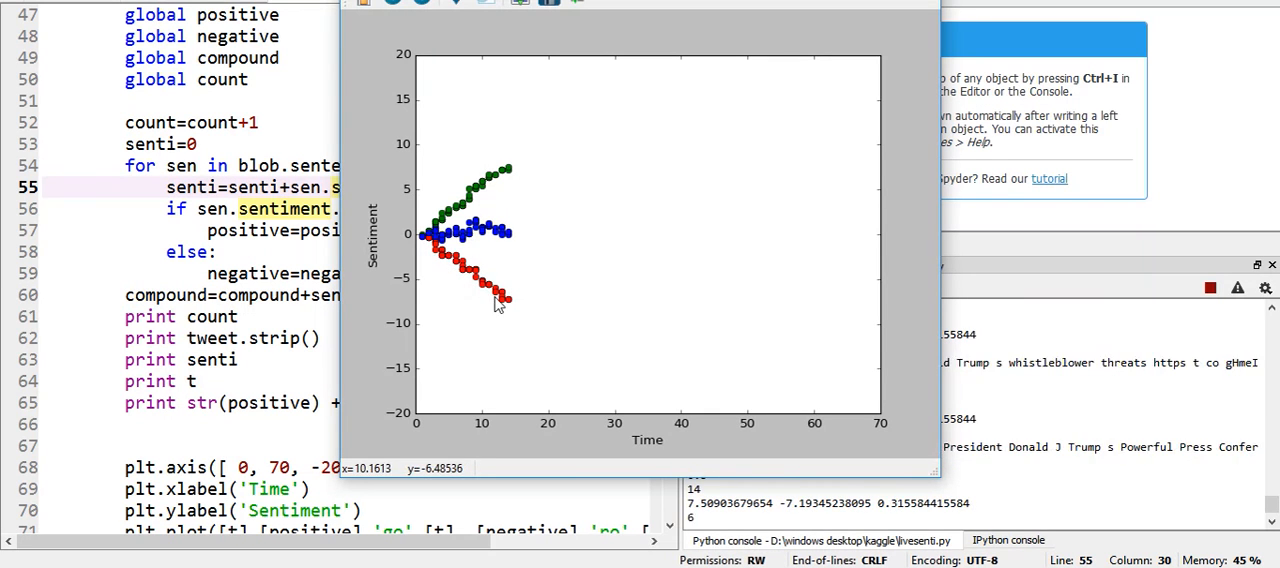 47 global positive
48 global negative
49 global compound
50 global count
51
52 count=count+1
53 senti=0
54 for sen in blob.sente
55 senti=senti+sen.s
56 if sen.sentiment.
57 positive=posi
58 else:
59 negative=nega
60 compound=compound+sen
61 print count
62 print tweet.strip()
63 print senti
64 print t
65 print str(positive) +
66
67
68 plt.axis([ 0, 70, -20
69 plt.xlabel('Time')
70 plt.ylabel('Sentiment')
71 plt.plot([t],[positive],'go',[t], [negative],'ro',[
20
15
10
5
0
−5
−10
−15
−20
Sentiment
0 10 20 30 40 50 60 70
Time
x=10.1613 y=-6.48536
p of any object by pressing Ctrl+I in
he Editor or the Console.
wn automatically after writing a left
n object. You can activate this
es > Help.
Spyder? Read our tutorial
155844
d Trump s whistleblower threats https t co gHmeI
155844
President Donald J Trump s Powerful Press Confer
14
7.50903679654 -7.19345238095 0.315584415584
6
Python console - D:\windows desktop\kaggle\livesenti.py
IPython console
Permissions: RW End-of-lines: CRLF Encoding: UTF-8 Line: 55 Column: 30 Memory: 45 %